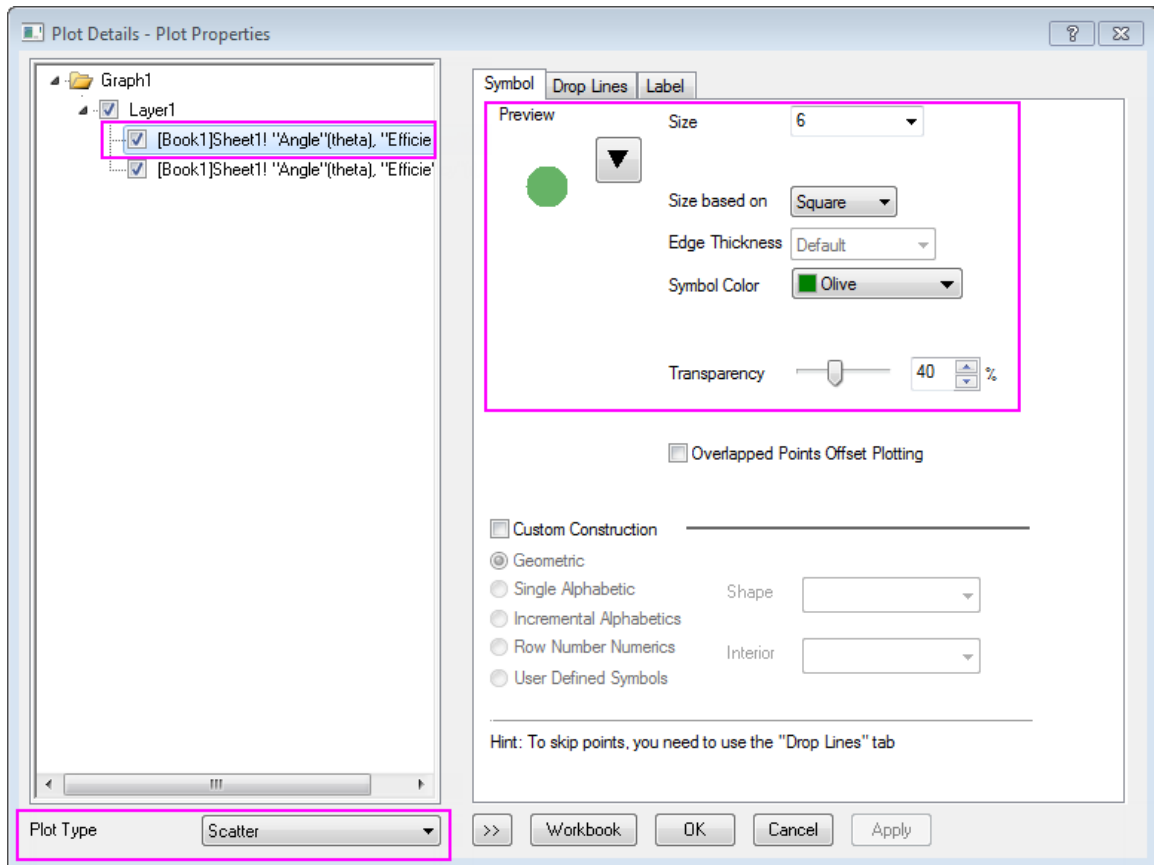 Plot Details - Plot Properties
Graph1
Layer1
[Book1]Sheet1! "Angle"(theta), "Efficie
[Book1]Sheet1! "Angle"(theta), "Efficie"
Plot Type
Scatter
Symbol
Drop Lines
Label
Preview
Size
6
Size based on
Square
Edge Thickness
Default
Symbol Color
Olive
Transparency
40
%
Overlapped Points Offset Plotting
Custom Construction
Geometric
Single Alphabetic
Shape
Incremental Alphabetics
Row Number Numerics
Interior
User Defined Symbols
Hint: To skip points, you need to use the "Drop Lines" tab
>>
Workbook
OK
Cancel
Apply